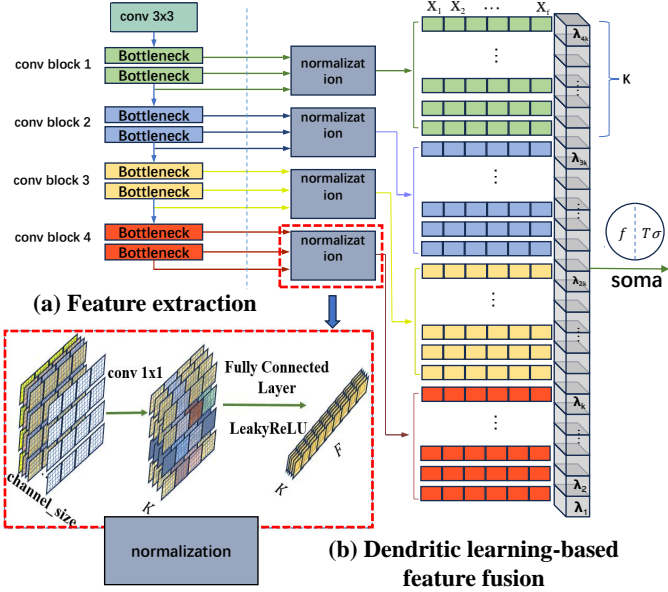 conv 3x3
conv block 1
Bottleneck
Bottleneck
normalizat
ion
conv block 2
Bottleneck
Bottleneck
normalizat
ion
conv block 3
Bottleneck
Bottleneck
normalizat
ion
conv block 4
Bottleneck
Bottleneck
normalizat
ion
(a) Feature extraction
conv 1x1
Fully Connected
Layer
LeakyReLU
channel_size
K
K
F
normalization
X1 X2 ... Xf
...
...
...
...
λ4k
...
λ3k
...
λ2k
...
λk
...
λ2
λ1
K
f Tσ
soma
(b) Dendritic learning-based
feature fusion